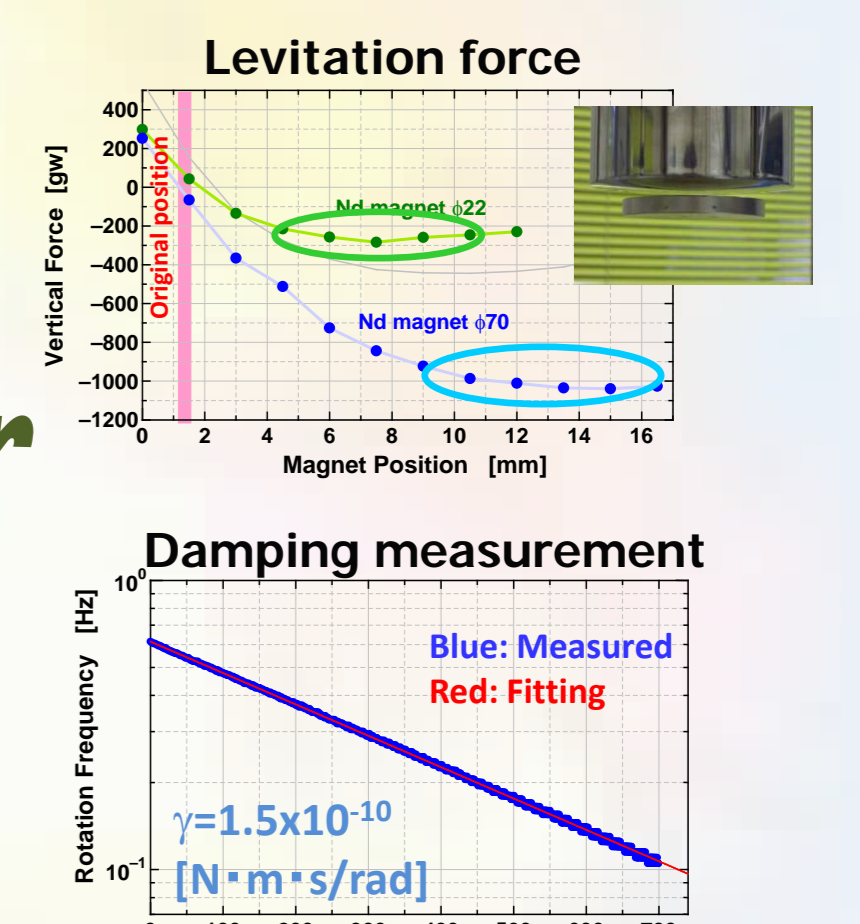 Levitation force
Vertical Force [gw]
400
200
0
−200
−400
−600
−800
−1000
−1200
Original position
Nd magnet ϕ22
Nd magnet ϕ70
0 2 4 6 8 10 12 14 16
Magnet Position [mm]
r
Damping measurement
Rotation Frequency [Hz]
10⁰
10⁻¹
Blue: Measured
Red: Fitting
γ=1.5x10⁻¹⁰
[N･m･s/rad]